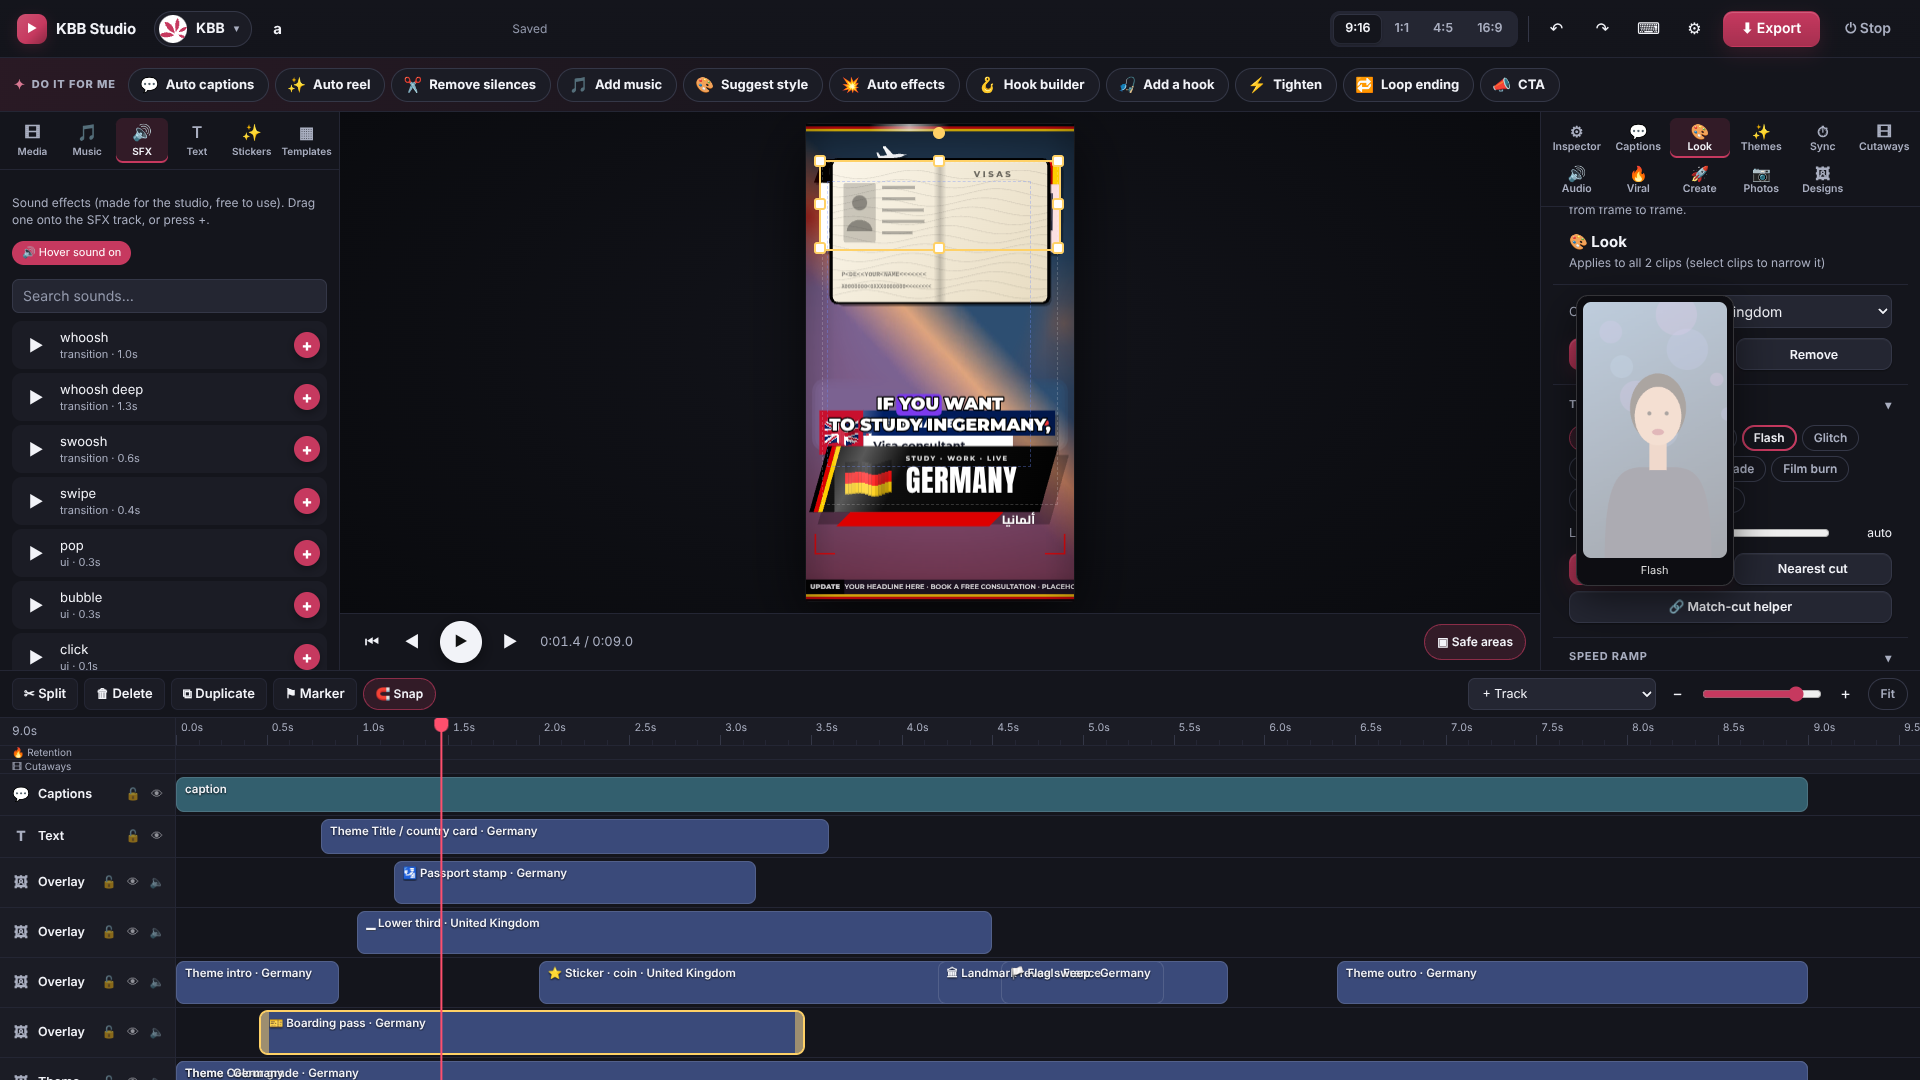 KBB Studio
KBB
a
Saved
9:16
1:1
4:5
16:9
Export
Stop
DO IT FOR ME
Auto captions
Auto reel
Remove silences
Add music
Suggest style
Auto effects
Hook builder
Add a hook
Tighten
Loop ending
CTA
Media
Music
SFX
Text
Stickers
Templates
Sound effects (made for the studio, free to use). Drag
one onto the SFX track, or press +.
Hover sound on
Search sounds...
whoosh
transition · 1.0s
whoosh deep
transition · 1.3s
swoosh
transition · 0.6s
swipe
transition · 0.4s
pop
ui · 0.3s
bubble
ui · 0.3s
click
ui · 0.1s
VISAS
IF YOU WANT
TO STUDY IN GERMANY,
Visa consultant
STUDY · WORK · LIVE
GERMANY
ألمانيا
UPDATE YOUR HEADLINE HERE · BOOK A FREE CONSULTATION · PLACEHO
0:01.4 / 0:09.0
Safe areas
Inspector
Captions
Look
Themes
Sync
Cutaways
Audio
Viral
Create
Photos
Designs
from frame to frame.
Look
Applies to all 2 clips (select clips to narrow it)
ingdom
Remove
Flash
Glitch
ade
Film burn
auto
Flash
Nearest cut
Match-cut helper
SPEED RAMP
Split
Delete
Duplicate
Marker
Snap
+ Track
−
+
Fit
9.0s
0.0s
0.5s
1.0s
1.5s
2.0s
2.5s
3.0s
3.5s
4.0s
4.5s
5.0s
5.5s
6.0s
6.5s
7.0s
7.5s
8.0s
8.5s
9.0s
9.5
Retention
Cutaways
Captions
caption
Text
Theme Title / country card · Germany
Overlay
Passport stamp · Germany
Overlay
Lower third · United Kingdom
Overlay
Theme intro · Germany
Sticker · coin · United Kingdom
Landmar
Germany
Theme outro · Germany
Overlay
Boarding pass · Germany
Theme
grade · Germany